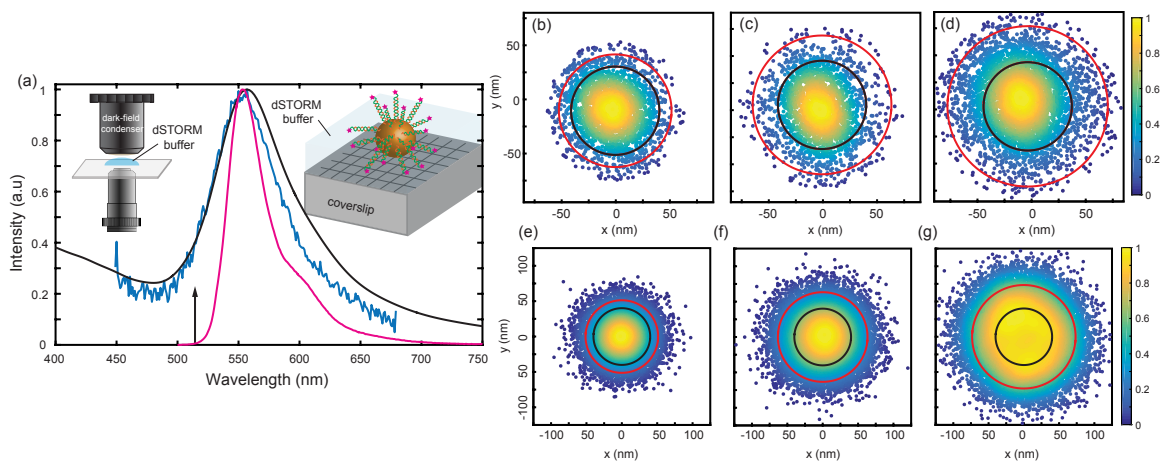 (a)
dark-field
condenser
dSTORM
buffer
dSTORM
buffer
coverslip
Intensity (a.u)
1
0.8
0.6
0.4
0.2
0
400 450 500 550 600 650 700 750
Wavelength (nm)
(b)
y (nm)
50
0
-50
-50 0 50
x (nm)
(c)
-50 0 50
x (nm)
(d)
-50 0 50
x (nm)
1
0.8
0.6
0.4
0.2
0
(e)
y (nm)
100
50
0
-50
-100
-100 -50 0 50 100
x (nm)
(f)
-100 -50 0 50 100
x (nm)
(g)
-100 -50 0 50 100
x (nm)
1
0.8
0.6
0.4
0.2
0